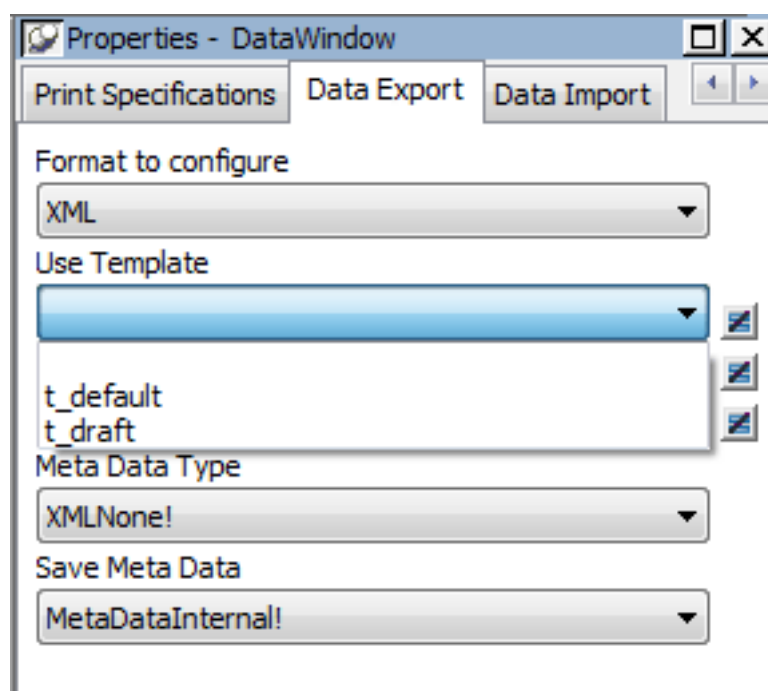 Properties - DataWindow
Print Specifications Data Export Data Import
Format to configure
XML
Use Template
t_default
t_draft
Meta Data Type
XMLNone!
Save Meta Data
MetaDataInternal!